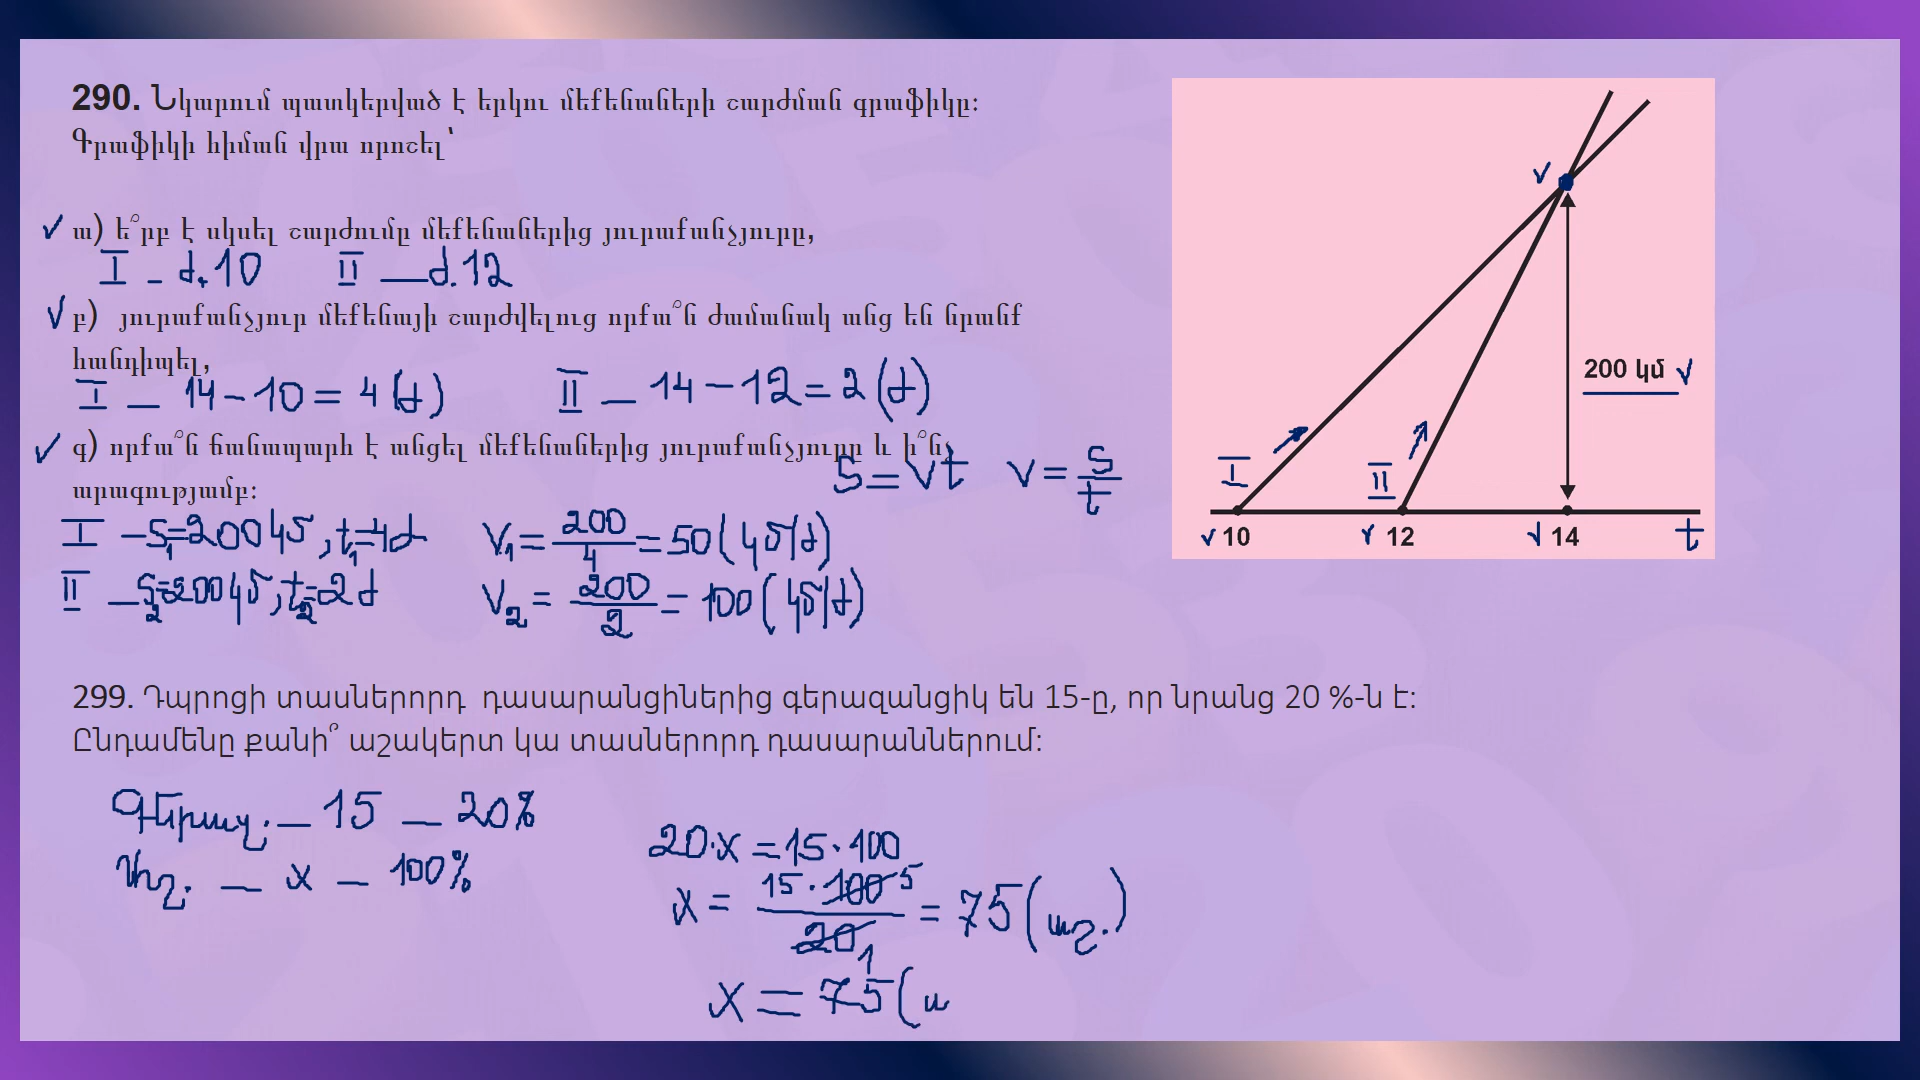 290. Նկարում պատկերված է երկու մեքենաների շարժման գրաֆիկը:
Գրաֆիկի հիման վրա որոշել՝
ա) ե՞րբ է սկսել շարժումը մեքենաներից յուրաքանչյուրը,
I – ժ.10 II — ժ.12
բ) յուրաքանչյուր մեքենայի շարժվելուց որքա՞ն ժամանակ անց են նրանք
հանդիպել,
I – 14 – 10 = 4 (ժ) II – 14 – 12 = 2 (ժ)
գ) որքա՞ն ճանապարհ է անցել մեքենաներից յուրաքանչյուրը և ի՞նչ
արագությամբ:
S = Vt V = S/t
I – S₁=200կմ, t₁=4ժ V₁ = 200/4 = 50 (կմ/ժ)
II – S₂=200կմ, t₂=2ժ V₂ = 200/2 = 100 (կմ/ժ)
I
II
200 կմ
10 12 14 t
299. Դպրոցի տասներորդ դասարանցիներից գերազանցիկ են 15-ը, որ նրանց 20 %-ն է:
Ընդամենը քանի՞ աշակերտ կա տասներորդ դասարաններում:
Գերազ. – 15 – 20%
– x – 100%
20·x = 15·100
x = 15·100 5/20 1 = 75 (աշ.)
x = 75 (ա